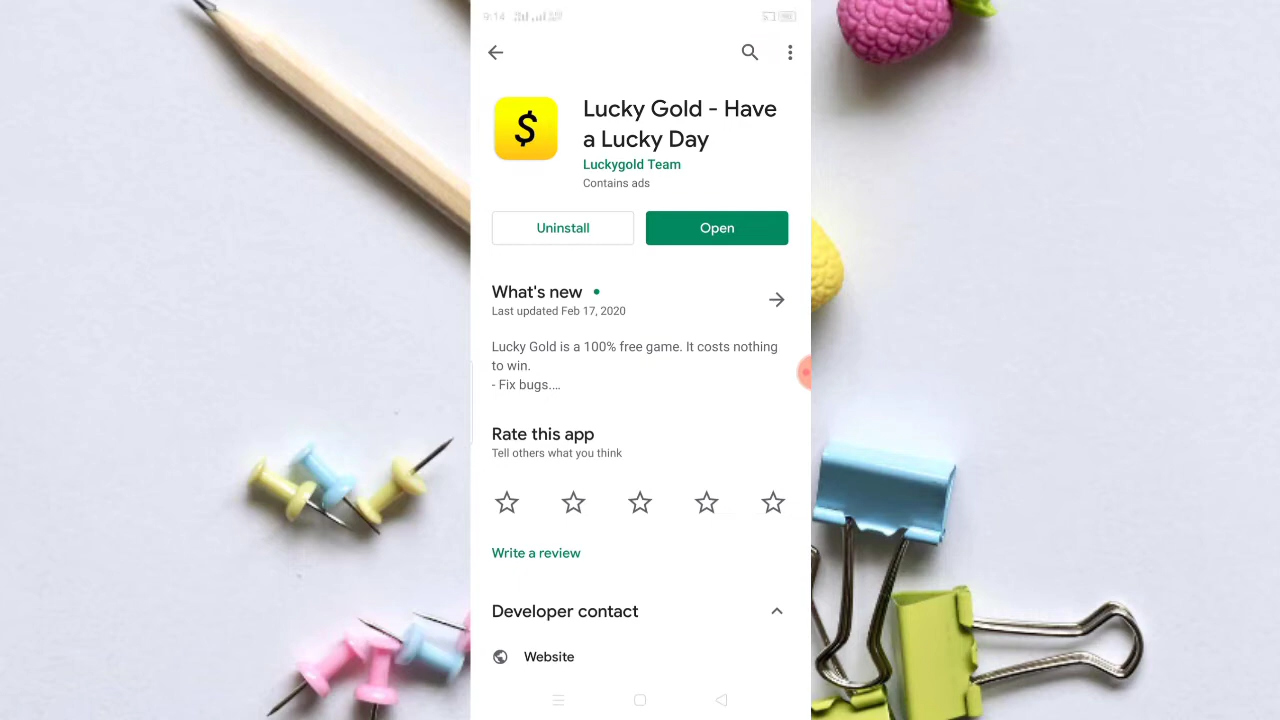 9:14
Lucky Gold - Have
a Lucky Day
Luckygold Team
Contains ads
$
Uninstall
Open
What's new
Last updated Feb 17, 2020
Lucky Gold is a 100% free game. It costs nothing
to win.
- Fix bugs....
Rate this app
Tell others what you think
Write a review
Developer contact
Website